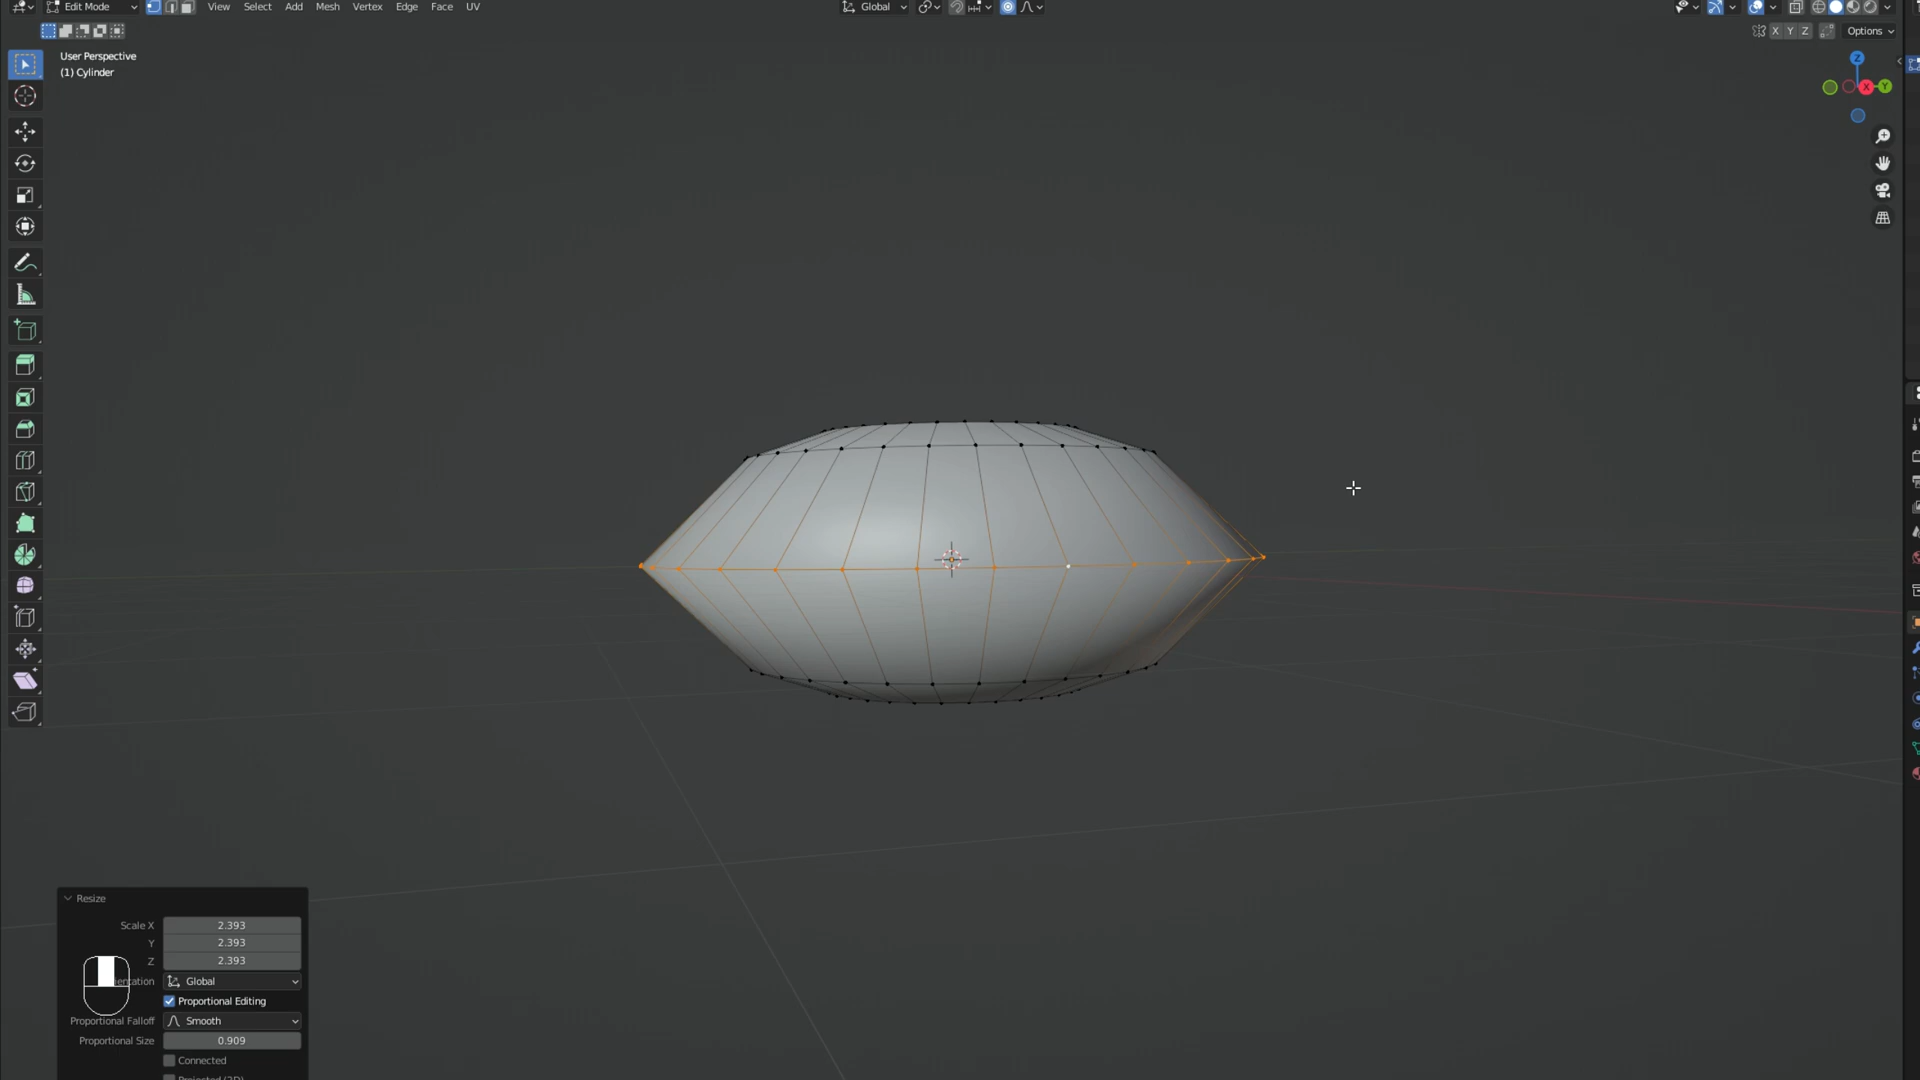 Edit Mode View Select Add Mesh Vertex Edge Face UV Global
X Y Z Options
User Perspective
(1) Cylinder
Z
X Y
Resize
Scale X 2.393
Y 2.393
Z 2.393
Global
Proportional Editing
Proportional Falloff Smooth
Proportional Size 0.909
Connected